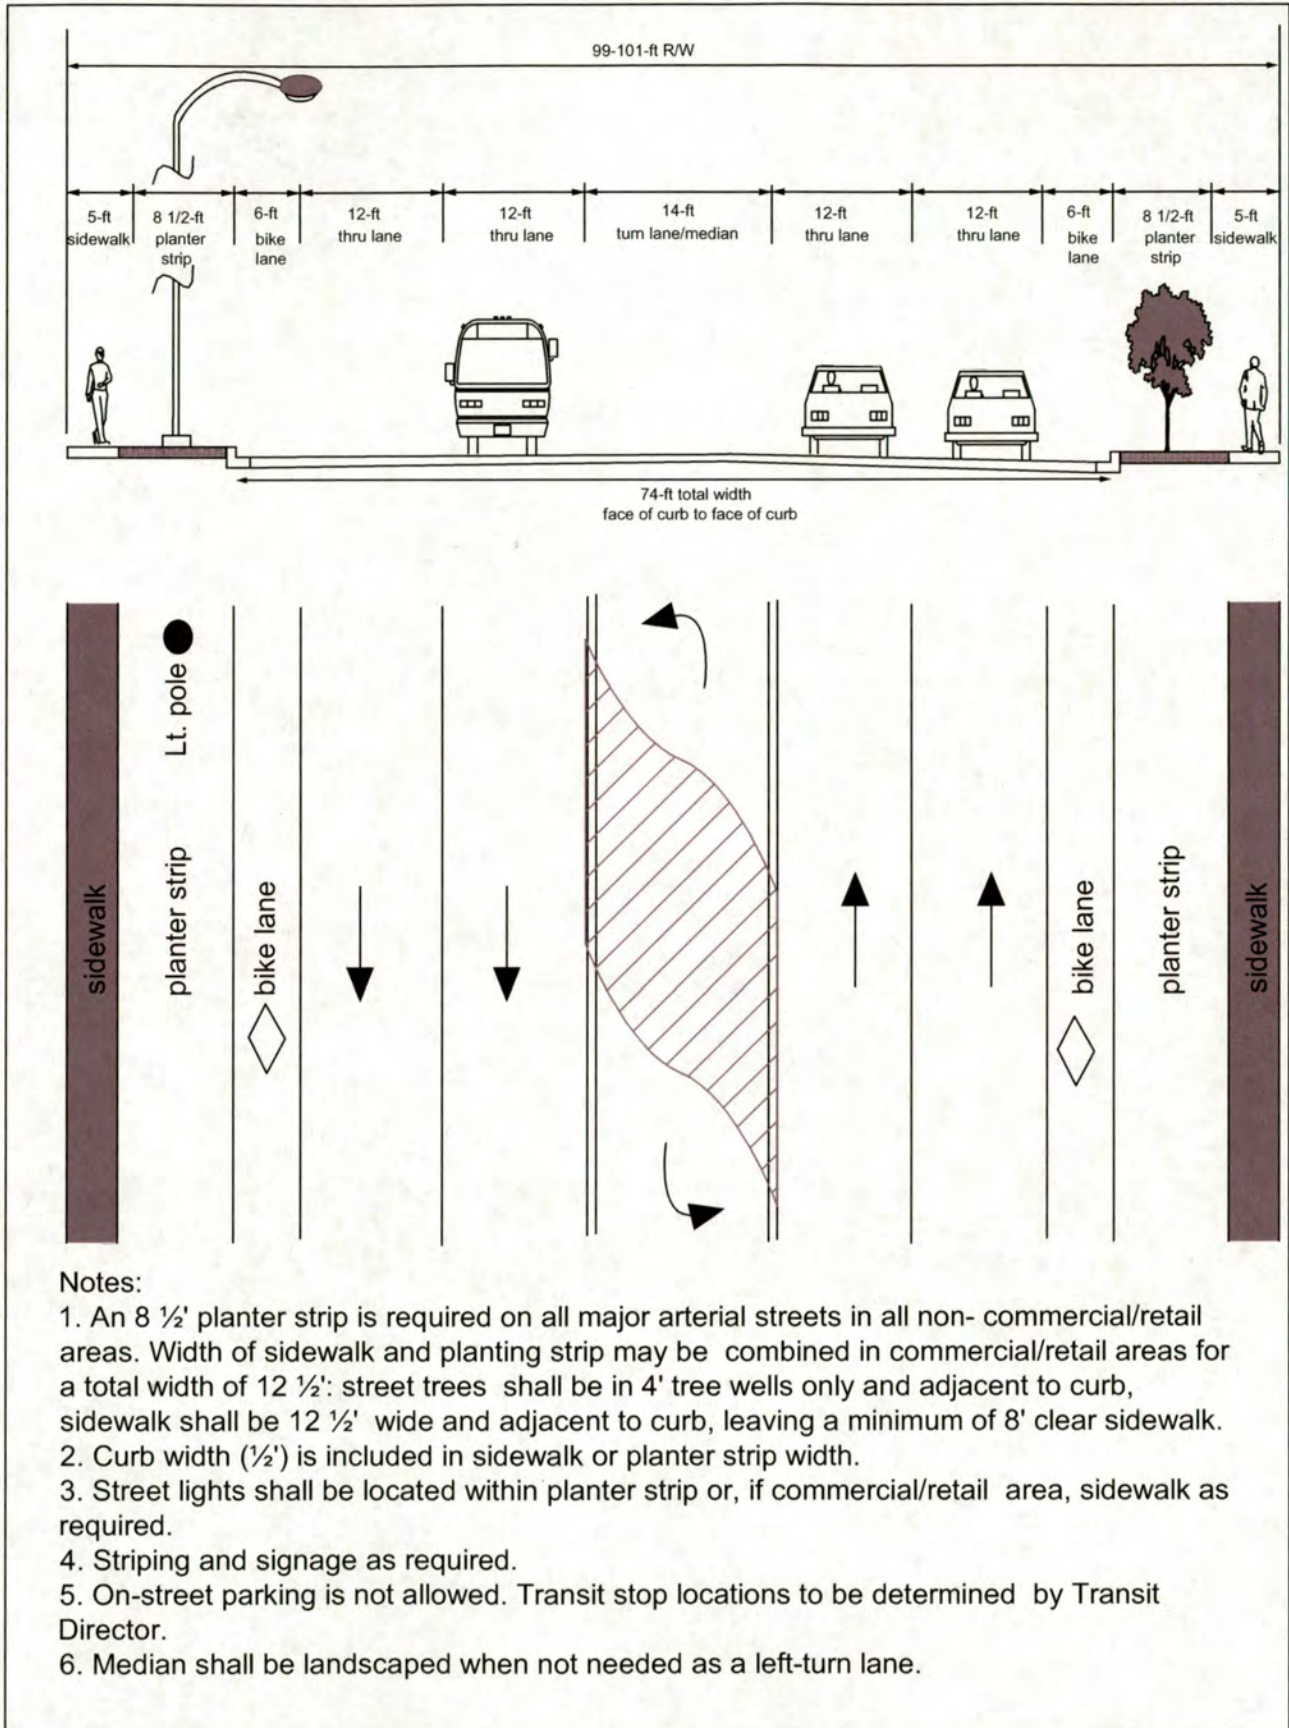 99-101-ft R/W
5-ft sidewalk
8 1/2-ft planter strip
6-ft bike lane
12-ft thru lane
12-ft thru lane
14-ft turn lane/median
12-ft thru lane
12-ft thru lane
6-ft bike lane
8 1/2-ft planter strip
5-ft sidewalk
74-ft total width
face of curb to face of curb
sidewalk
planter strip
Lt. pole
bike lane
bike lane
planter strip
sidewalk
Notes:
1. An 8 ½' planter strip is required on all major arterial streets in all non- commercial/retail
areas. Width of sidewalk and planting strip may be combined in commercial/retail areas for
a total width of 12 ½': street trees shall be in 4' tree wells only and adjacent to curb,
sidewalk shall be 12 ½' wide and adjacent to curb, leaving a minimum of 8' clear sidewalk.
2. Curb width (½') is included in sidewalk or planter strip width.
3. Street lights shall be located within planter strip or, if commercial/retail area, sidewalk as
required.
4. Striping and signage as required.
5. On-street parking is not allowed. Transit stop locations to be determined by Transit
Director.
6. Median shall be landscaped when not needed as a left-turn lane.